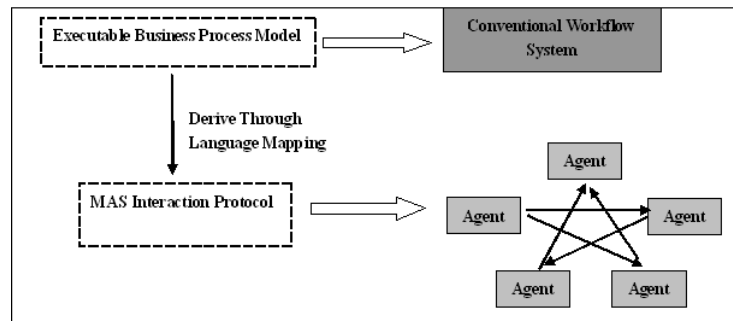 Executable Business Process Model
Conventional Workflow
System
Derive Through
Language Mapping
MAS Interaction Protocol
Agent
Agent
Agent
Agent
Agent